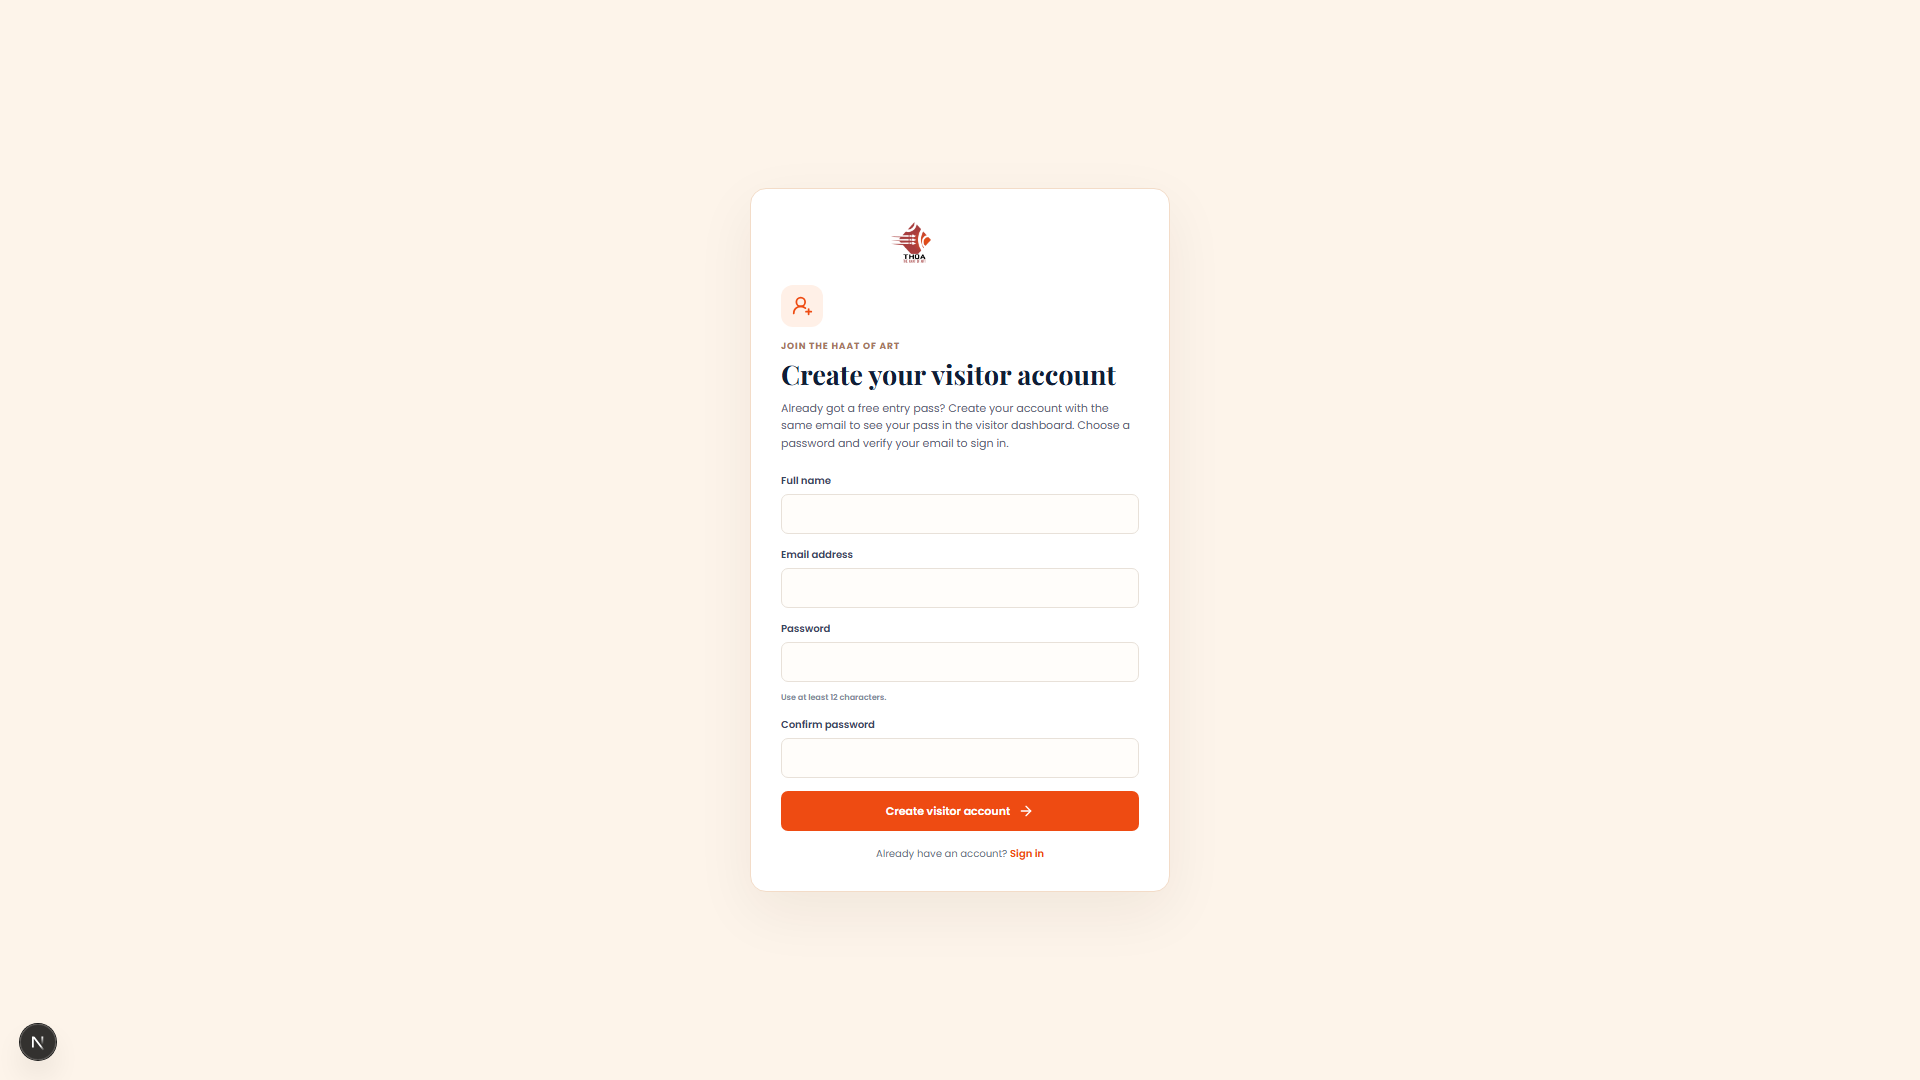 THOA
JOIN THE HAAT OF ART
Create your visitor account
Already got a free entry pass? Create your account with the
same email to see your pass in the visitor dashboard. Choose a
password and verify your email to sign in.
Full name
Email address
Password
Use at least 12 characters.
Confirm password
Create visitor account
Already have an account? Sign in
N